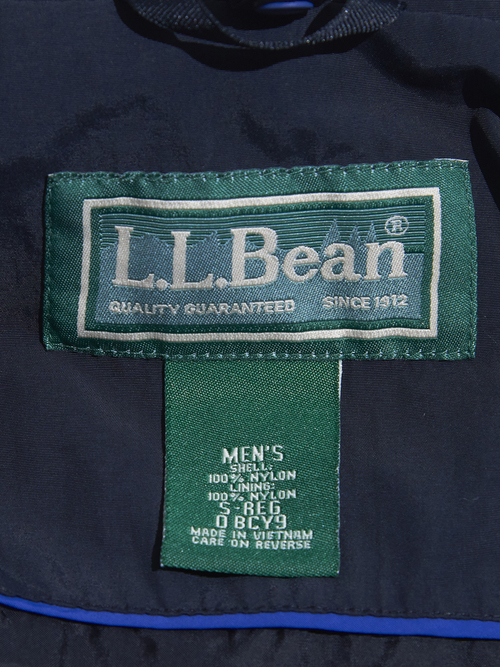 L.L.Bean®
QUALITY GUARANTEED SINCE 1912
MEN'S
SHELL:
100% NYLON
LINING:
100% NYLON
S-REG
0 BCY9
MADE IN VIETNAM
CARE ON REVERSE